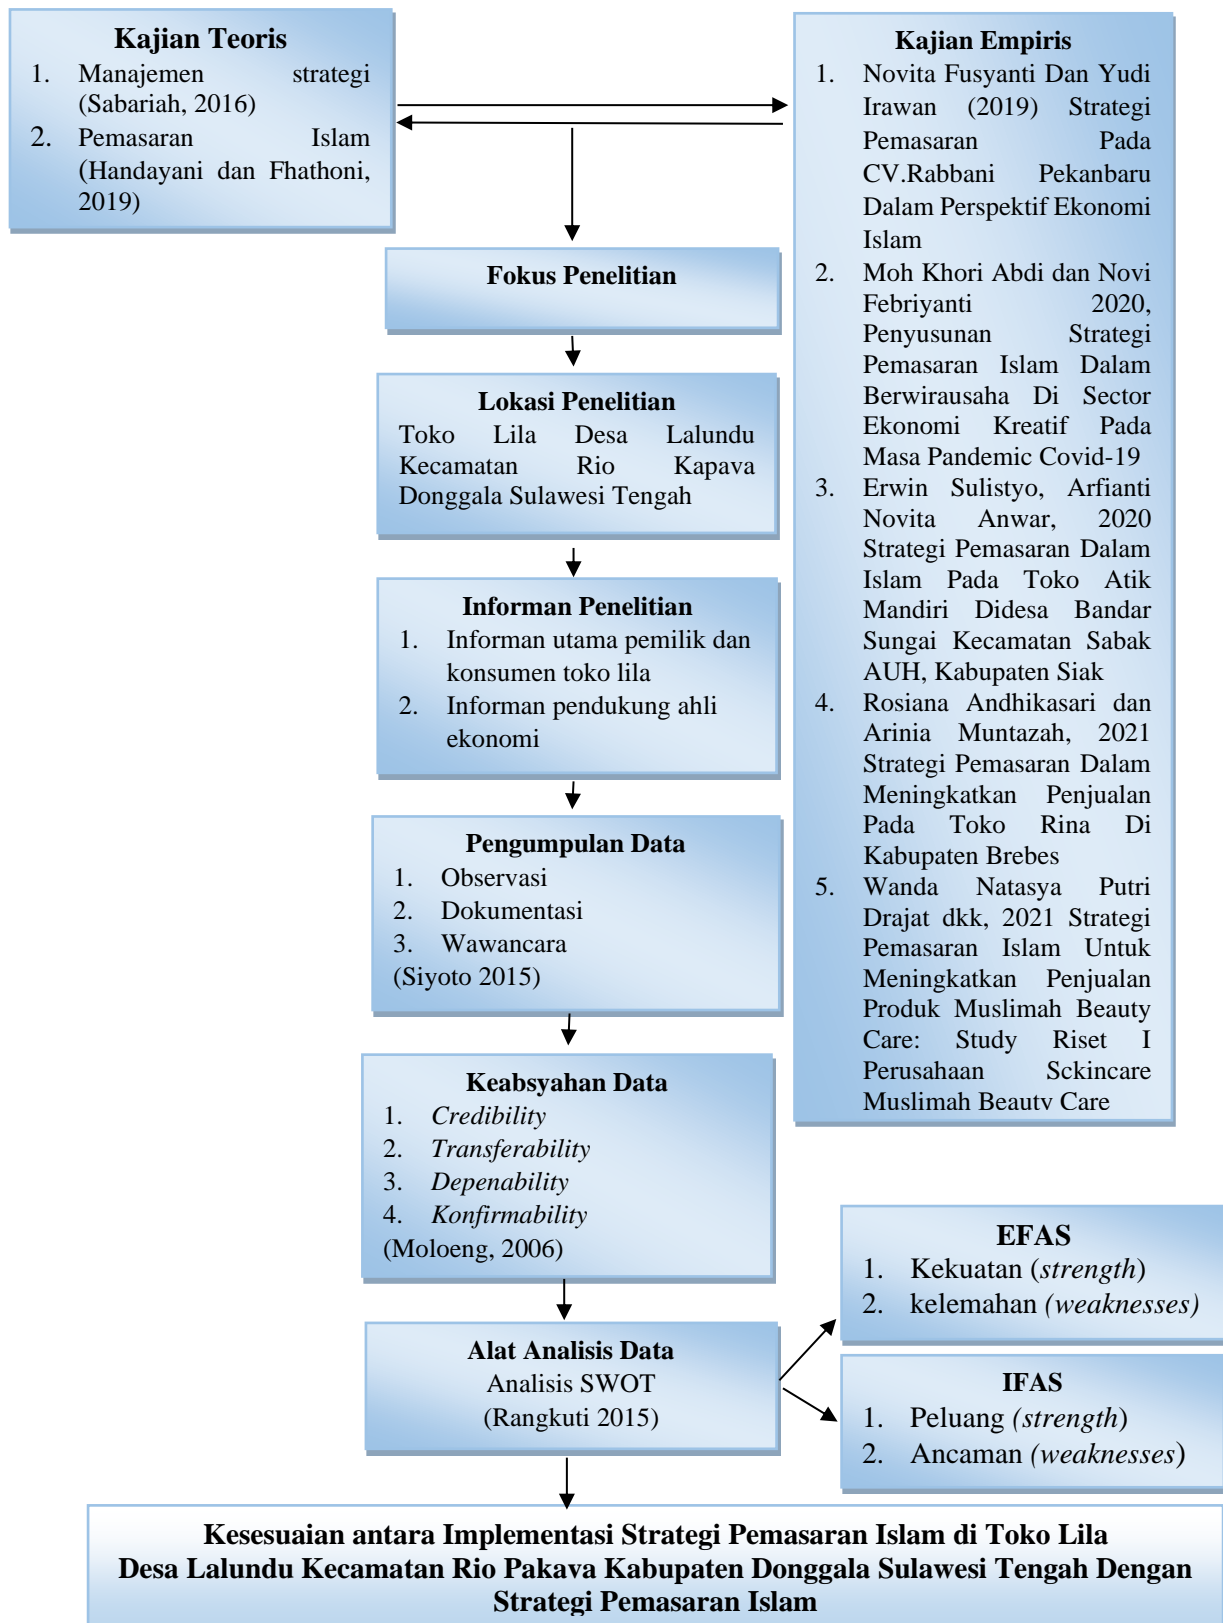 Kajian Teoris
1. Manajemen strategi
(Sabariah, 2016)
2. Pemasaran Islam
(Handayani dan Fhathoni,
2019)
Kajian Empiris
1. Novita Fusyanti Dan Yudi
Irawan (2019) Strategi
Pemasaran Pada
CV.Rabbani Pekanbaru
Dalam Perspektif Ekonomi
Islam
2. Moh Khori Abdi dan Novi
Febriyanti 2020,
Penyusunan Strategi
Pemasaran Islam Dalam
Berwirausaha Di Sector
Ekonomi Kreatif Pada
Masa Pandemic Covid-19
3. Erwin Sulistyo, Arfianti
Novita Anwar, 2020
Strategi Pemasaran Dalam
Islam Pada Toko Atik
Mandiri Didesa Bandar
Sungai Kecamatan Sabak
AUH, Kabupaten Siak
4. Rosiana Andhikasari dan
Arinia Muntazah, 2021
Strategi Pemasaran Dalam
Meningkatkan Penjualan
Pada Toko Rina Di
Kabupaten Brebes
5. Wanda Natasya Putri
Drajat dkk, 2021 Strategi
Pemasaran Islam Untuk
Meningkatkan Penjualan
Produk Muslimah Beauty
Care: Study Riset I
Perusahaan Sckincare
Muslimah Beauty Care
Fokus Penelitian
Lokasi Penelitian
Toko Lila Desa Lalundu
Kecamatan Rio Kapava
Donggala Sulawesi Tengah
Informan Penelitian
1. Informan utama pemilik dan
konsumen toko lila
2. Informan pendukung ahli
ekonomi
Pengumpulan Data
1. Observasi
2. Dokumentasi
3. Wawancara
(Siyoto 2015)
Keabsyahan Data
1. Credibility
2. Transferability
3. Depenability
4. Konfirmability
(Moloeng, 2006)
Alat Analisis Data
Analisis SWOT
(Rangkuti 2015)
EFAS
1. Kekuatan (strength)
2. kelemahan (weaknesses)
IFAS
1. Peluang (strength)
2. Ancaman (weaknesses)
Kesesuaian antara Implementasi Strategi Pemasaran Islam di Toko Lila
Desa Lalundu Kecamatan Rio Pakava Kabupaten Donggala Sulawesi Tengah Dengan
Strategi Pemasaran Islam